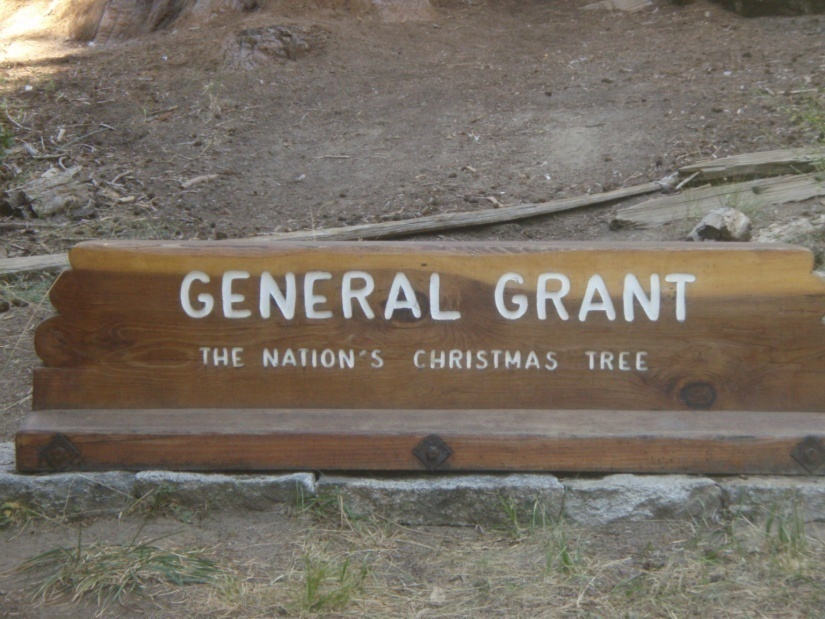 GENERAL GRANT
THE NATION'S CHRISTMAS TREE